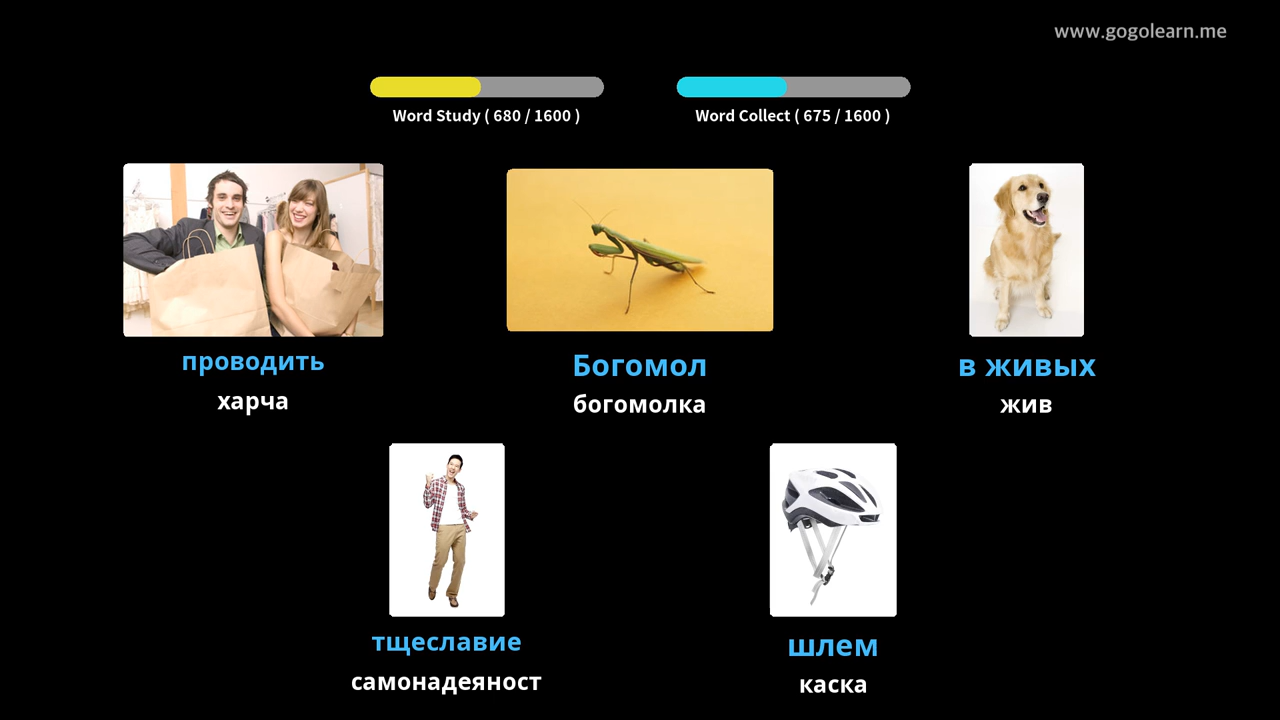 www.gogolearn.me
Word Study ( 680 / 1600 )
Word Collect ( 675 / 1600 )
проводить
харча
Богомол
богомолка
в живых
жив
тщеславие
самонадеяност
шлем
каска